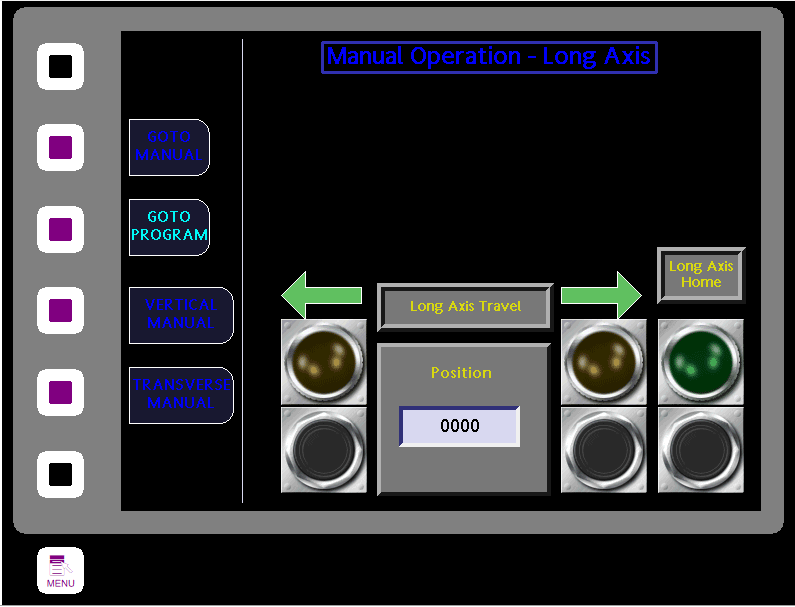 Manual Operation - Long Axis
GOTO
MANUAL
GOTO
PROGRAM
VERTICAL
MANUAL
TRANSVERSE
MANUAL
Long Axis
Home
Long Axis Travel
Position
0000
MENU